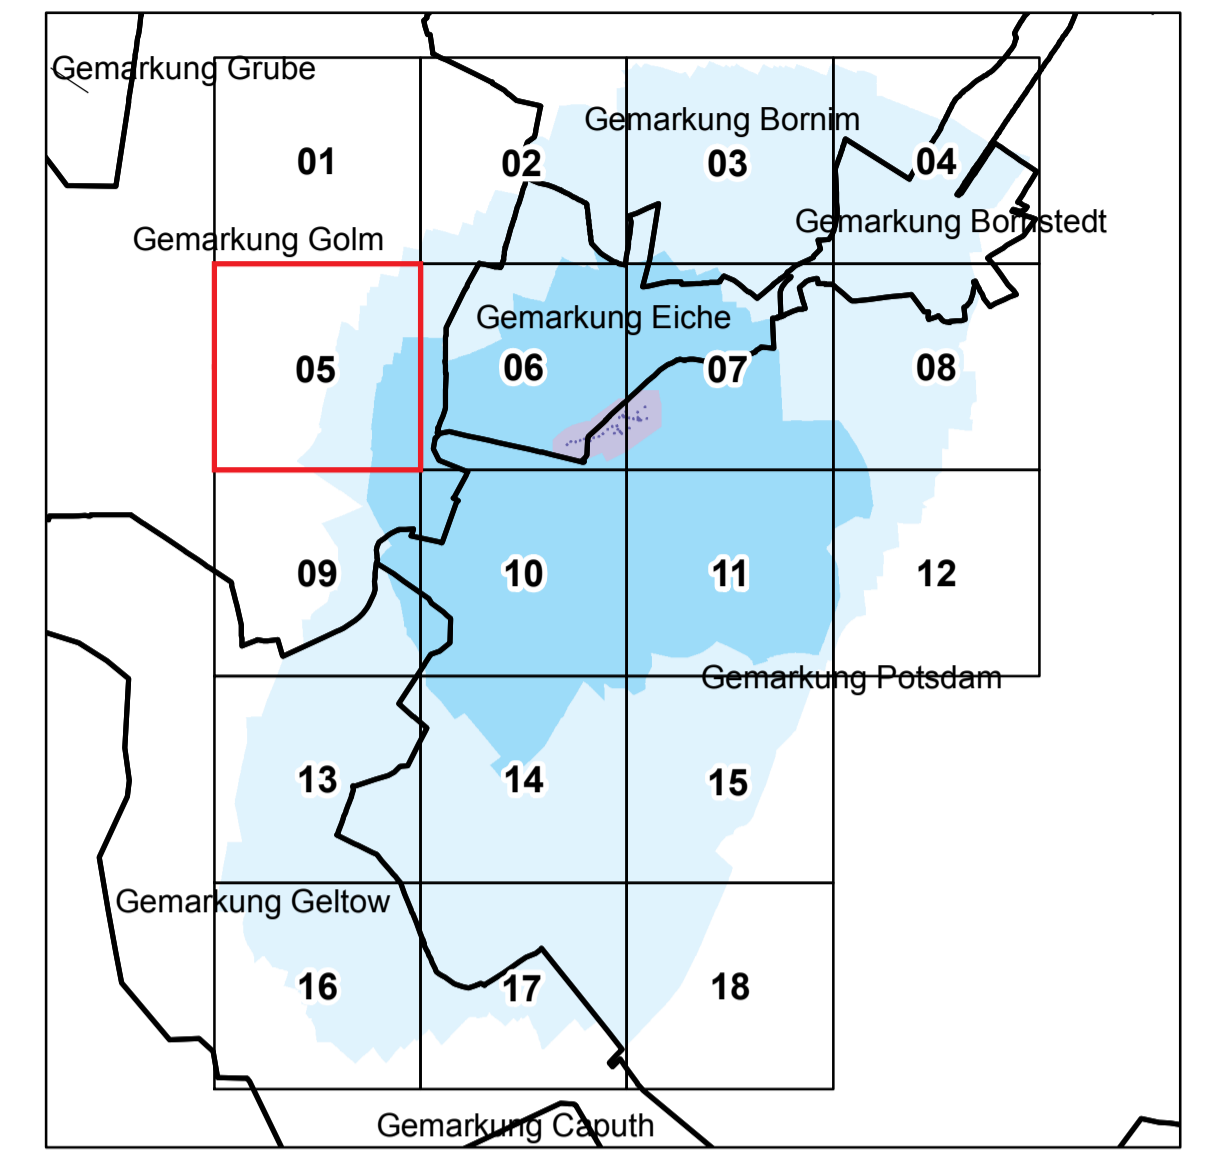 Gemarkung Grube
Gemarkung Bornim
01
02
03
04
Gemarkung Bornstedt
Gemarkung Golm
Gemarkung Eiche
05
06
07
08
09
10
11
12
Gemarkung Potsdam
13
14
15
Gemarkung Geltow
16
17
18
Gemarkung Caputh